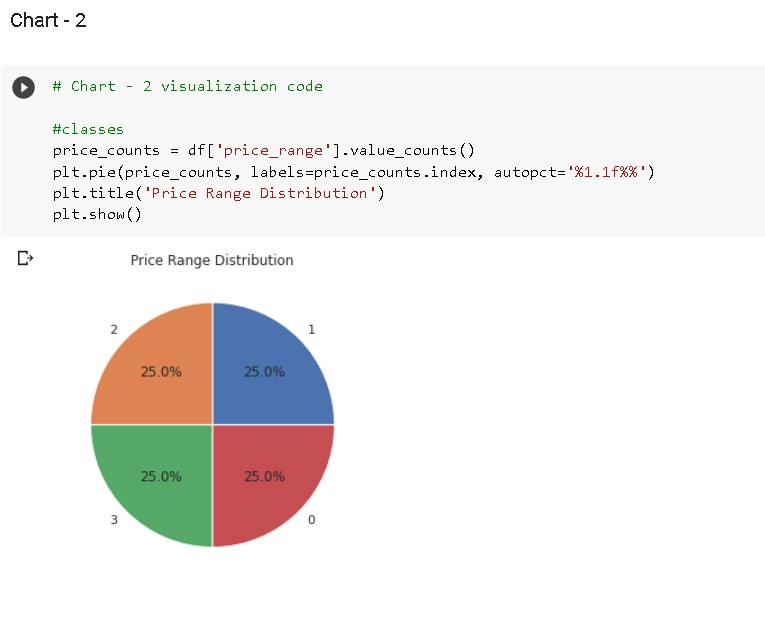 Chart - 2
# Chart - 2 visualization code
#classes
price_counts = df['price_range'].value_counts()
plt.pie(price_counts, labels=price_counts.index, autopct='%1.1f%%')
plt.title('Price Range Distribution')
plt.show()
Price Range Distribution
2 1
25.0% 25.0%
25.0% 25.0%
3 0